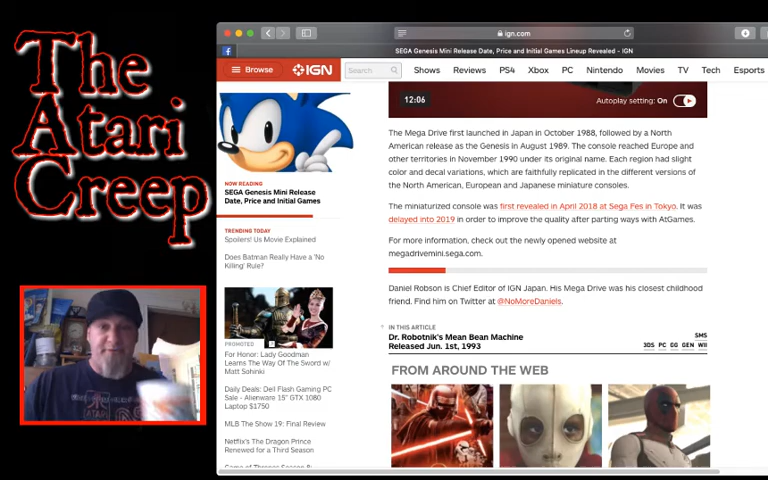 The
Atari
Creep
ATARI
ign.com
SEGA Genesis Mini Release Date, Price and Initial Games Lineup Revealed - IGN
Browse
IGN
Search
Shows
Reviews
PS4
Xbox
PC
Nintendo
Movies
TV
Tech
Esports
NOW READING
SEGA Genesis Mini Release
Date, Price and Initial Games
TRENDING TODAY
Spoilers! Us Movie Explained
Does Batman Really Have a 'No
Killing' Rule?
PROMOTED
For Honor: Lady Goodman
Learns The Way Of The Sword w/
Matt Sohinki
Daily Deals: Dell Flash Gaming PC
Sale - Alienware 15" GTX 1080
Laptop $1750
MLB The Show 19: Final Review
Netflix's The Dragon Prince
Renewed for a Third Season
Game of Thrones Season 8:
12:06
Autoplay setting: On
The Mega Drive first launched in Japan in October 1988, followed by a North
American release as the Genesis in August 1989. The console reached Europe and
other territories in November 1990 under its original name. Each region had slight
color and decal variations, which are faithfully replicated in the different versions of
the North American, European and Japanese miniature consoles.
The miniaturized console was first revealed in April 2018 at Sega Fes in Tokyo. It was
delayed into 2019 in order to improve the quality after parting ways with AtGames.
For more information, check out the newly opened website at
megadrivemini.sega.com.
Daniel Robson is Chief Editor of IGN Japan. His Mega Drive was his closest childhood
friend. Find him on Twitter at @NoMoreDaniels.
IN THIS ARTICLE
Dr. Robotnik's Mean Bean Machine
Released Jun. 1st, 1993
SMS
3DS PC GG GEN WII
FROM AROUND THE WEB